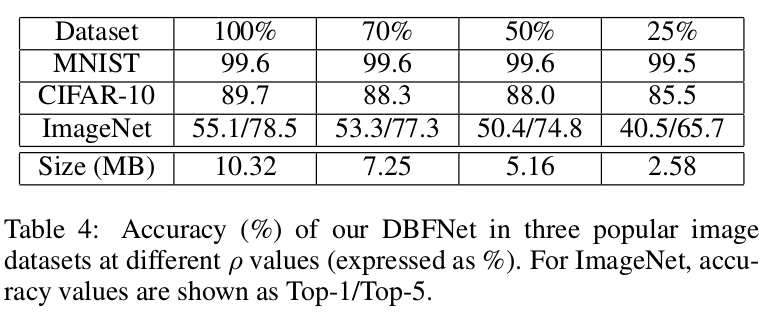 Dataset 100% 70% 50% 25%
MNIST 99.6 99.6 99.6 99.5
CIFAR-10 89.7 88.3 88.0 85.5
ImageNet 55.1/78.5 53.3/77.3 50.4/74.8 40.5/65.7
Size (MB) 10.32 7.25 5.16 2.58
Table 4: Accuracy (%) of our DBFNet in three popular image
datasets at different ρ values (expressed as %). For ImageNet, accu-
racy values are shown as Top-1/Top-5.